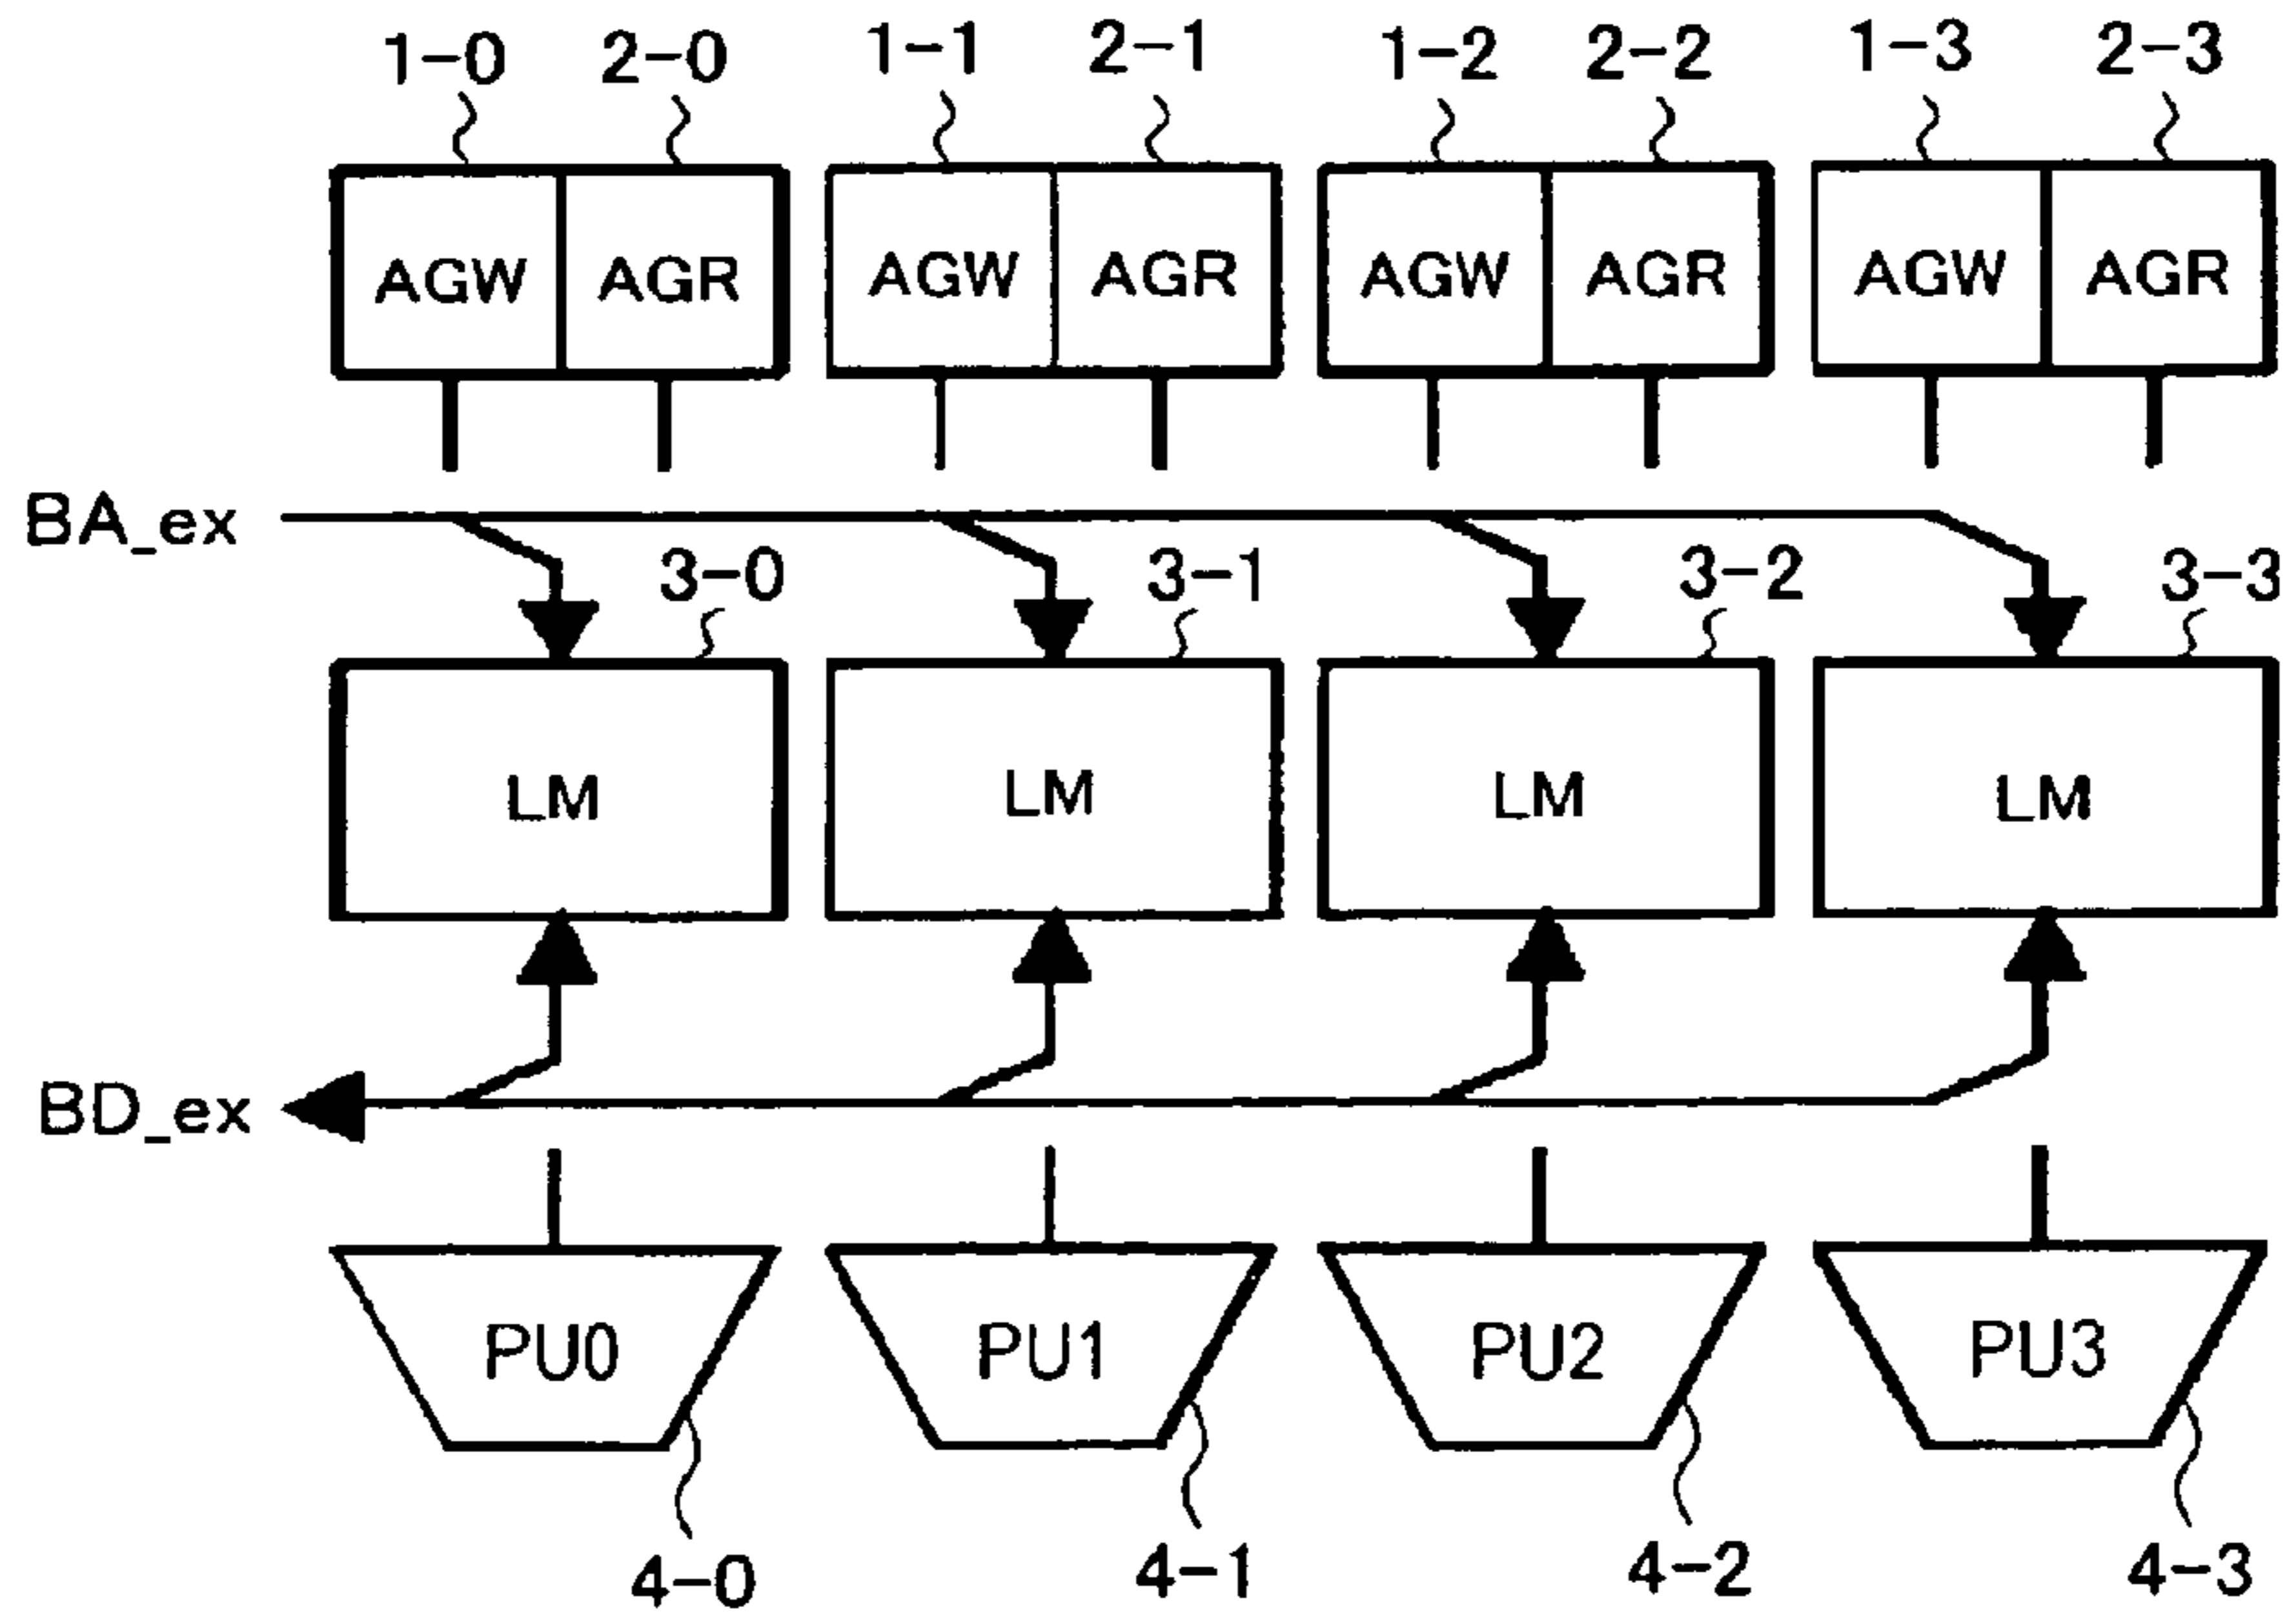 1-0 2-0 1-1 2-1 1-2 2-2 1-3 2-3
AGW AGR AGW AGR AGW AGR AGW AGR
BA_ex
3-0 3-1 3-2 3-3
LM LM LM LM
BD_ex
PU0 PU1 PU2 PU3
4-0 4-1 4-2 4-3